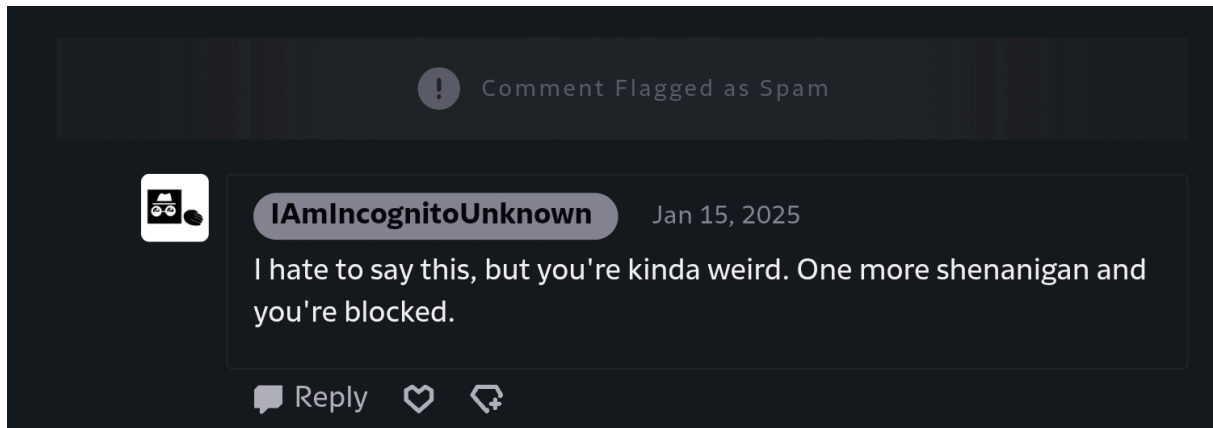 Comment Flagged as Spam
IAmIncognitoUnknown Jan 15, 2025
I hate to say this, but you're kinda weird. One more shenanigan and
you're blocked.
Reply